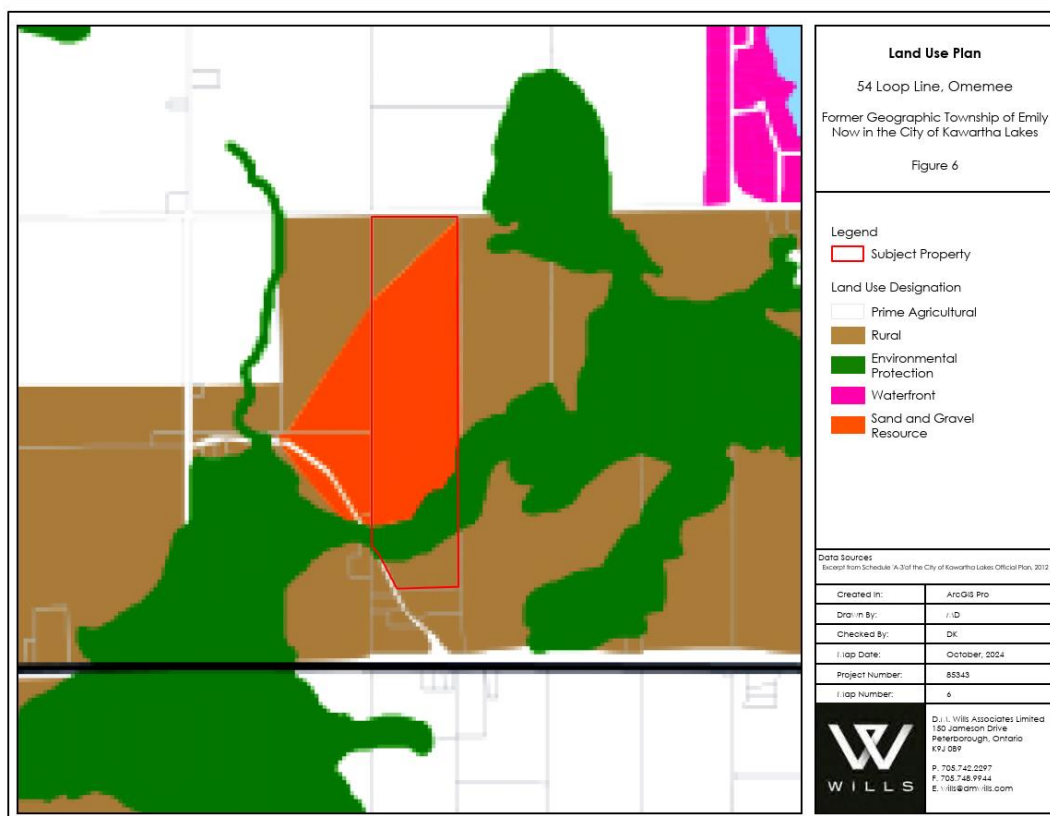 Land Use Plan
54 Loop Line, Omemee
Former Geographic Township of Emily
Now in the City of Kawartha Lakes
Figure 6
Legend
Subject Property
Land Use Designation
Prime Agricultural
Rural
Environmental
Protection
Waterfront
Sand and Gravel
Resource
Data Sources
Excerpt from Schedule 'A-3' of the City of Kawartha Lakes Official Plan, 2012
Created In: ArcGIS Pro
Drawn By:
Checked By: DK
Map Date: October, 2024
Project Number: 85343
Map Number: 6
W
WILLS
D.M. Wills Associates Limited
150 Jameson Drive
Peterborough, Ontario
K9J 0B9
P. 705.742.2297
F. 705.748.9944
E. wills@dmwills.com